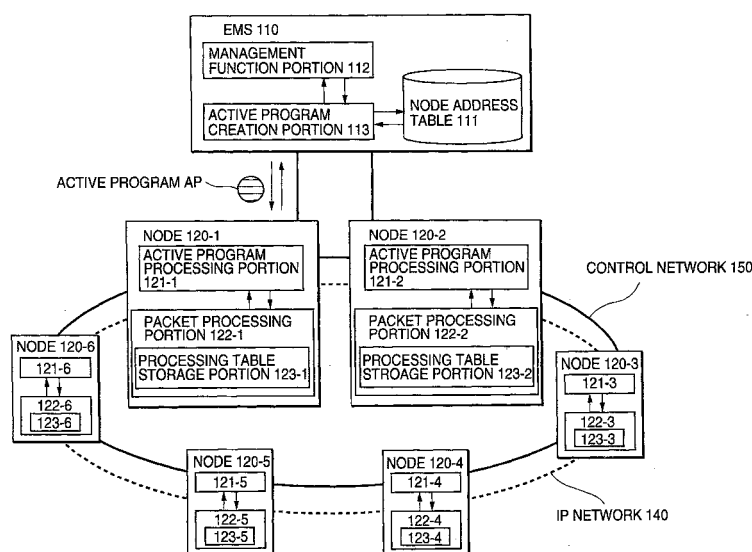 EMS 110
MANAGEMENT
FUNCTION PORTION 112
ACTIVE PROGRAM
CREATION PORTION 113
NODE ADDRESS
TABLE 111
ACTIVE PROGRAM AP
NODE 120-1
ACTIVE PROGRAM
PROCESSING PORTION
121-1
PACKET PROCESSING
PORTION 122-1
PROCESSING TABLE
STORAGE PORTION 123-1
NODE 120-2
ACTIVE PROGRAM
PROCESSING PORTION
121-2
PACKET PROCESSING
PORTION 122-2
PROCESSING TABLE
STROAGE PORTION 123-2
CONTROL NETWORK 150
NODE 120-6
121-6
122-6
123-6
NODE 120-3
121-3
122-3
123-3
NODE 120-5
121-5
122-5
123-5
NODE 120-4
121-4
122-4
123-4
IP NETWORK 140